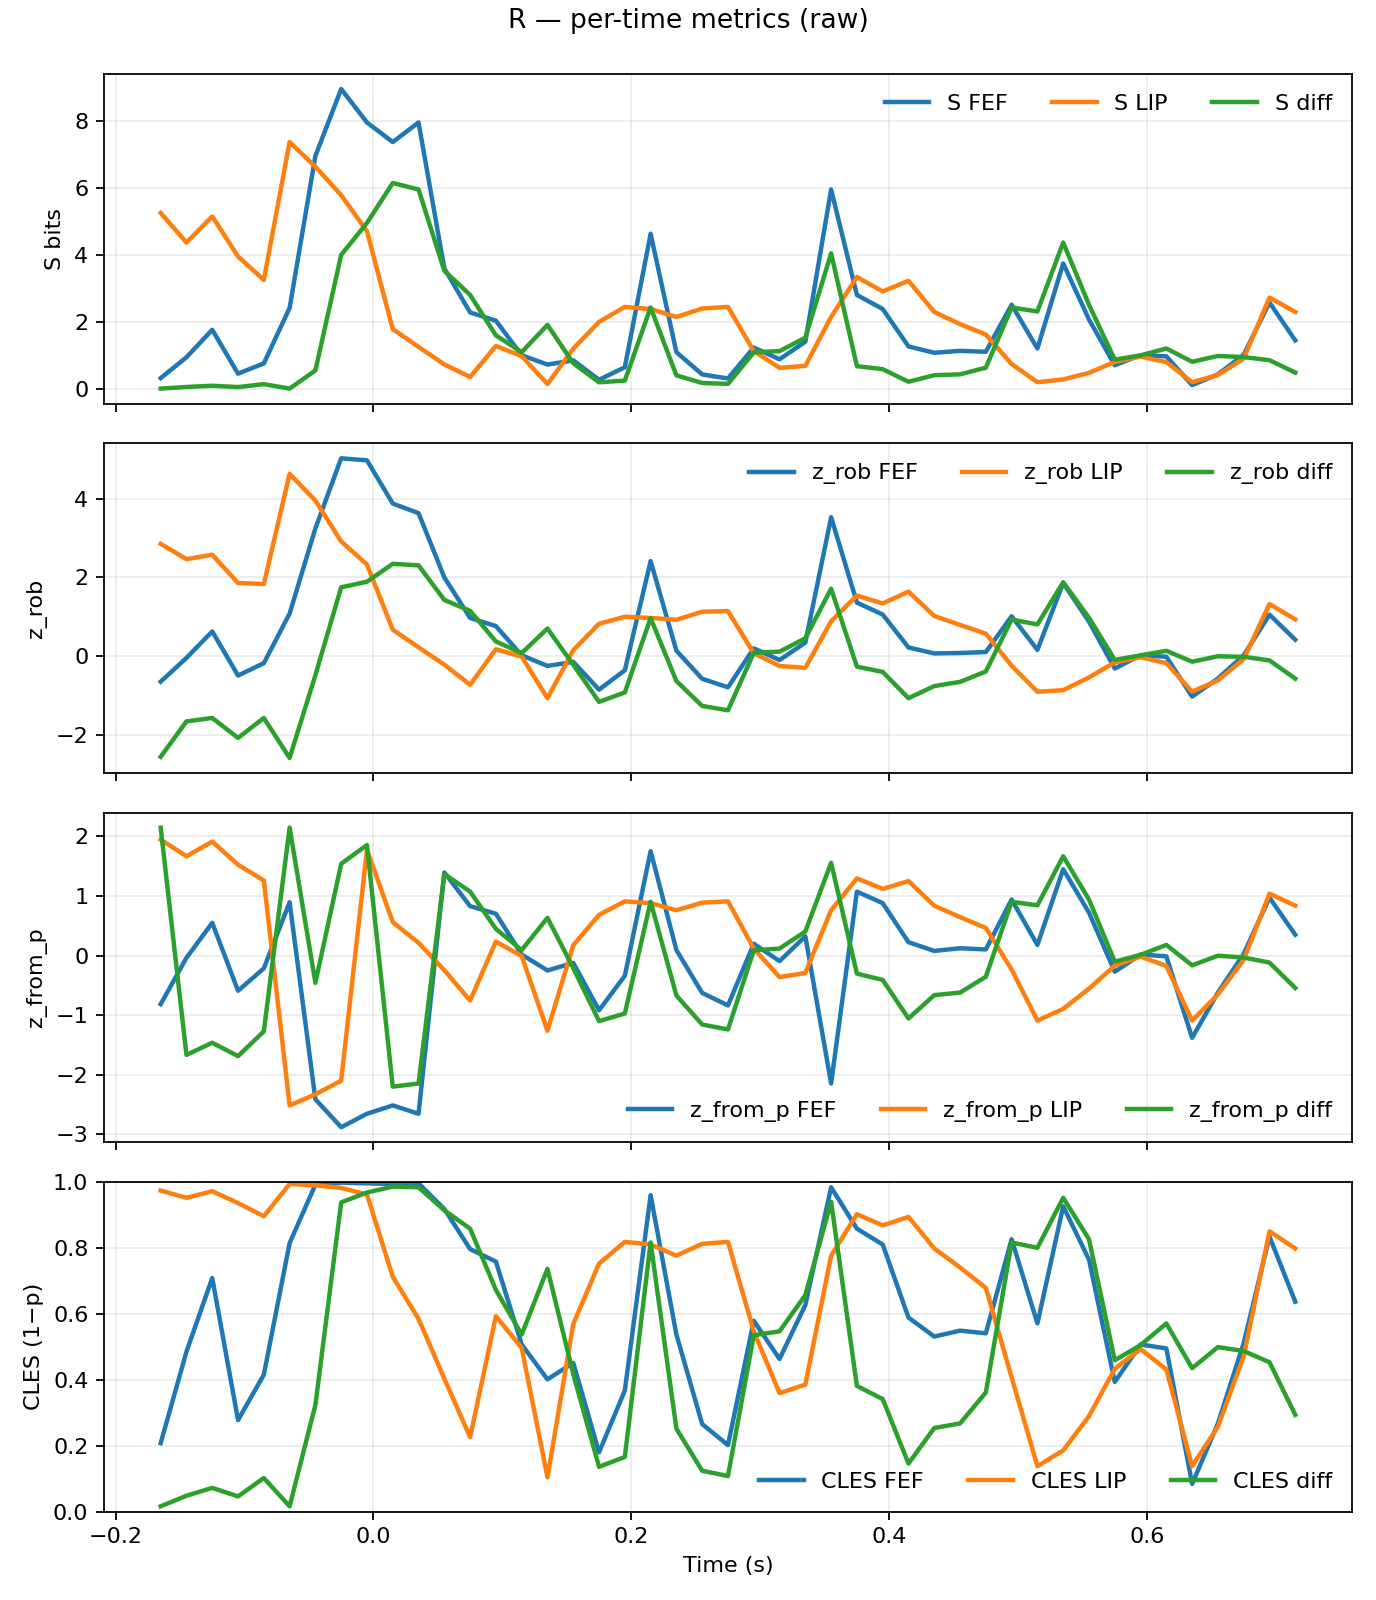 R — per-time metrics (raw)
S FEF S LIP S diff
8
6
4
2
0
S bits
z_rob FEF z_rob LIP z_rob diff
4
2
0
−2
z_rob
2
1
0
−1
−2
−3
z_from_p
z_from_p FEF z_from_p LIP z_from_p diff
1.0
0.8
0.6
0.4
0.2
0.0
CLES (1−p)
CLES FEF CLES LIP CLES diff
−0.2 0.0 0.2 0.4 0.6
Time (s)